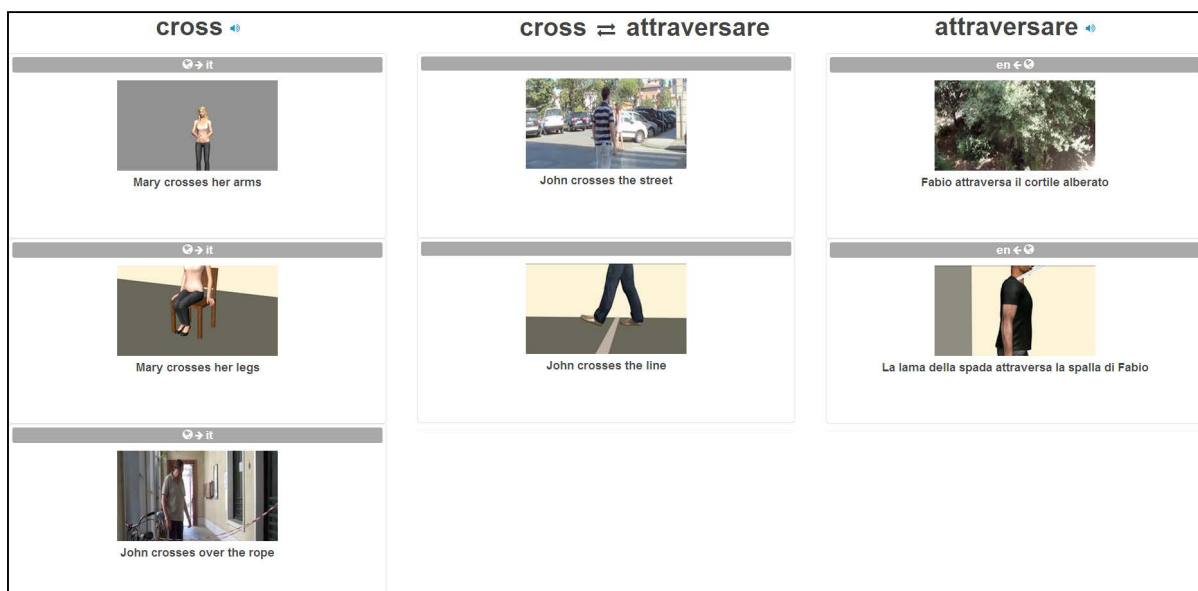 cross
→ it
Mary crosses her arms
→ it
Mary crosses her legs
→ it
John crosses over the rope
cross ⇄ attraversare
John crosses the street
John crosses the line
attraversare
en ←
Fabio attraversa il cortile alberato
en ←
La lama della spada attraversa la spalla di Fabio